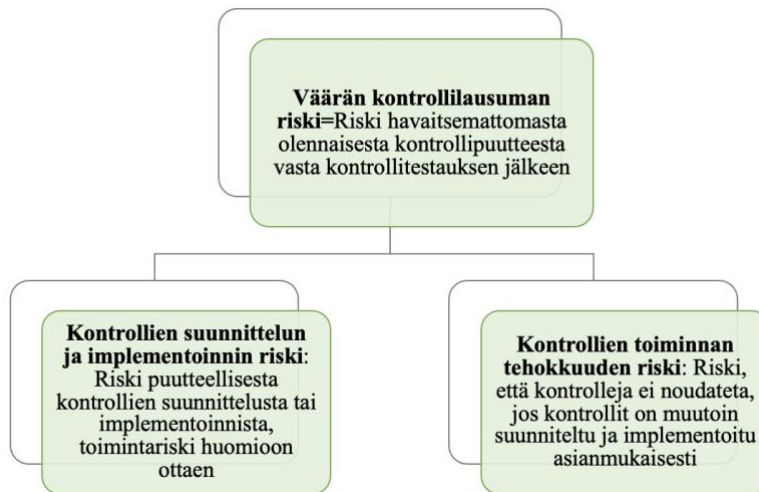 Väärän kontrollilausuman
riski=Riski havaitsemattomasta
olennaisesta kontrollipuutteesta
vasta kontrollitestauksen jälkeen
Kontrollien suunnittelun
ja implementoinnin riski:
Riski puutteellisesta
kontrollien suunnittelusta tai
implementoinnista,
toimintariski huomioon
ottaen
Kontrollien toiminnan
tehokkuuden riski: Riski,
että kontrolleja ei noudateta,
jos kontrollit on muutoin
suunniteltu ja implementoitu
asianmukaisesti